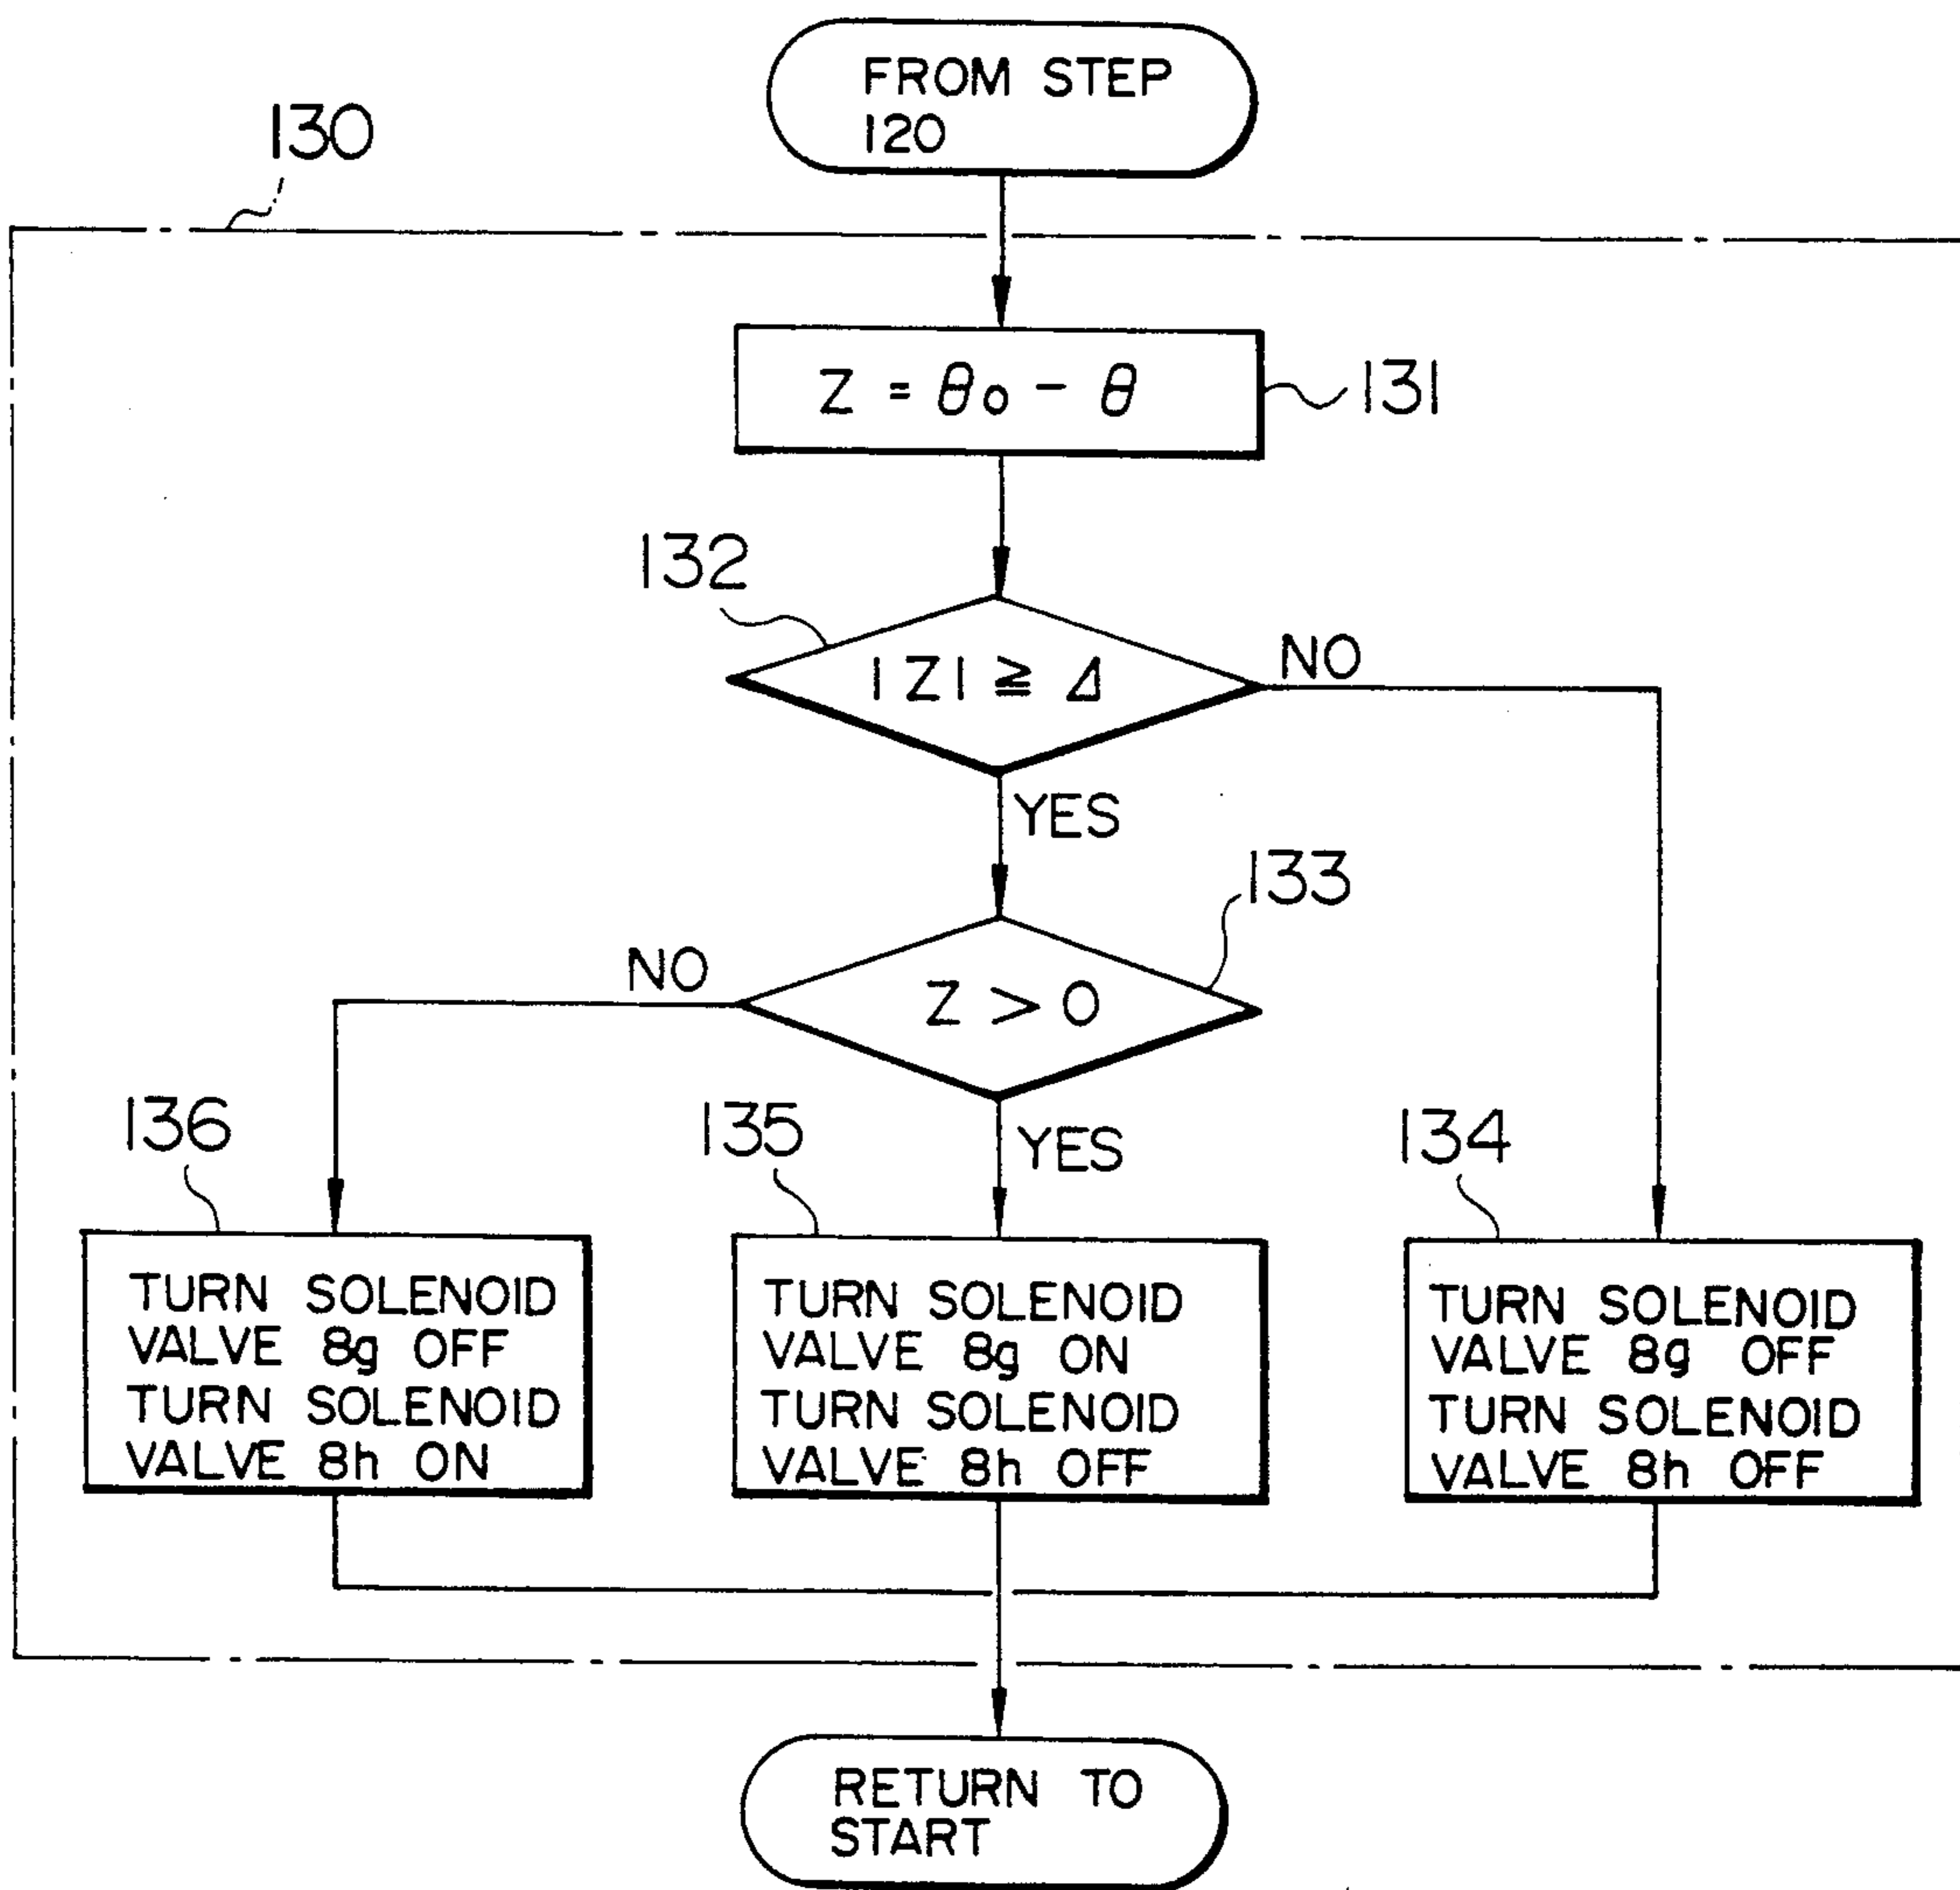 FROM STEP
120
130
Z = θo - θ
131
132
|Z| ≧ Δ
NO
YES
133
NO
Z > 0
136
135
YES
134
TURN SOLENOID
VALVE 8g OFF
TURN SOLENOID
VALVE 8h ON
TURN SOLENOID
VALVE 8g ON
TURN SOLENOID
VALVE 8h OFF
TURN SOLENOID
VALVE 8g OFF
TURN SOLENOID
VALVE 8h OFF
RETURN TO
START